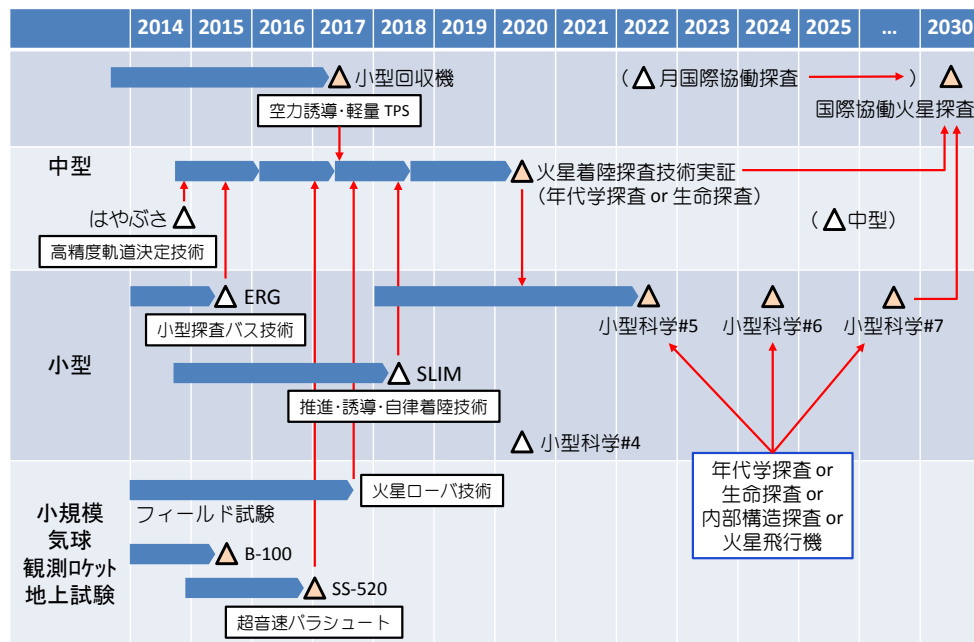 2014 2015 2016 2017 2018 2019 2020 2021 2022 2023 2024 2025 ... 2030
小型回収機
(
月国際協働探査
)
空力誘導・軽量 TPS
国際協働火星探査
中型
火星着陸探査技術実証
(年代学探査 or 生命探査)
はやぶさ
(
中型)
高精度軌道決定技術
ERG
小型探査バス技術
小型科学#5
小型科学#6
小型科学#7
小型
SLIM
推進・誘導・自律着陸技術
小型科学#4
年代学探査 or
生命探査 or
内部構造探査 or
火星飛行機
小規模
気球
観測ロケット
地上試験
火星ローバ技術
フィールド試験
B-100
SS-520
超音速パラシュート